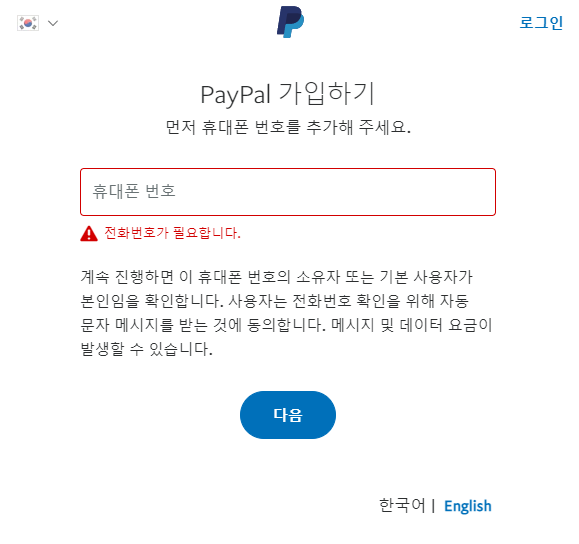 로그인
PayPal 가입하기
먼저 휴대폰 번호를 추가해 주세요.
휴대폰 번호
전화번호가 필요합니다.
계속 진행하면 이 휴대폰 번호의 소유자 또는 기본 사용자가
본인임을 확인합니다. 사용자는 전화번호 확인을 위해 자동
문자 메시지를 받는 것에 동의합니다. 메시지 및 데이터 요금이
발생할 수 있습니다.
다음
한국어 | English